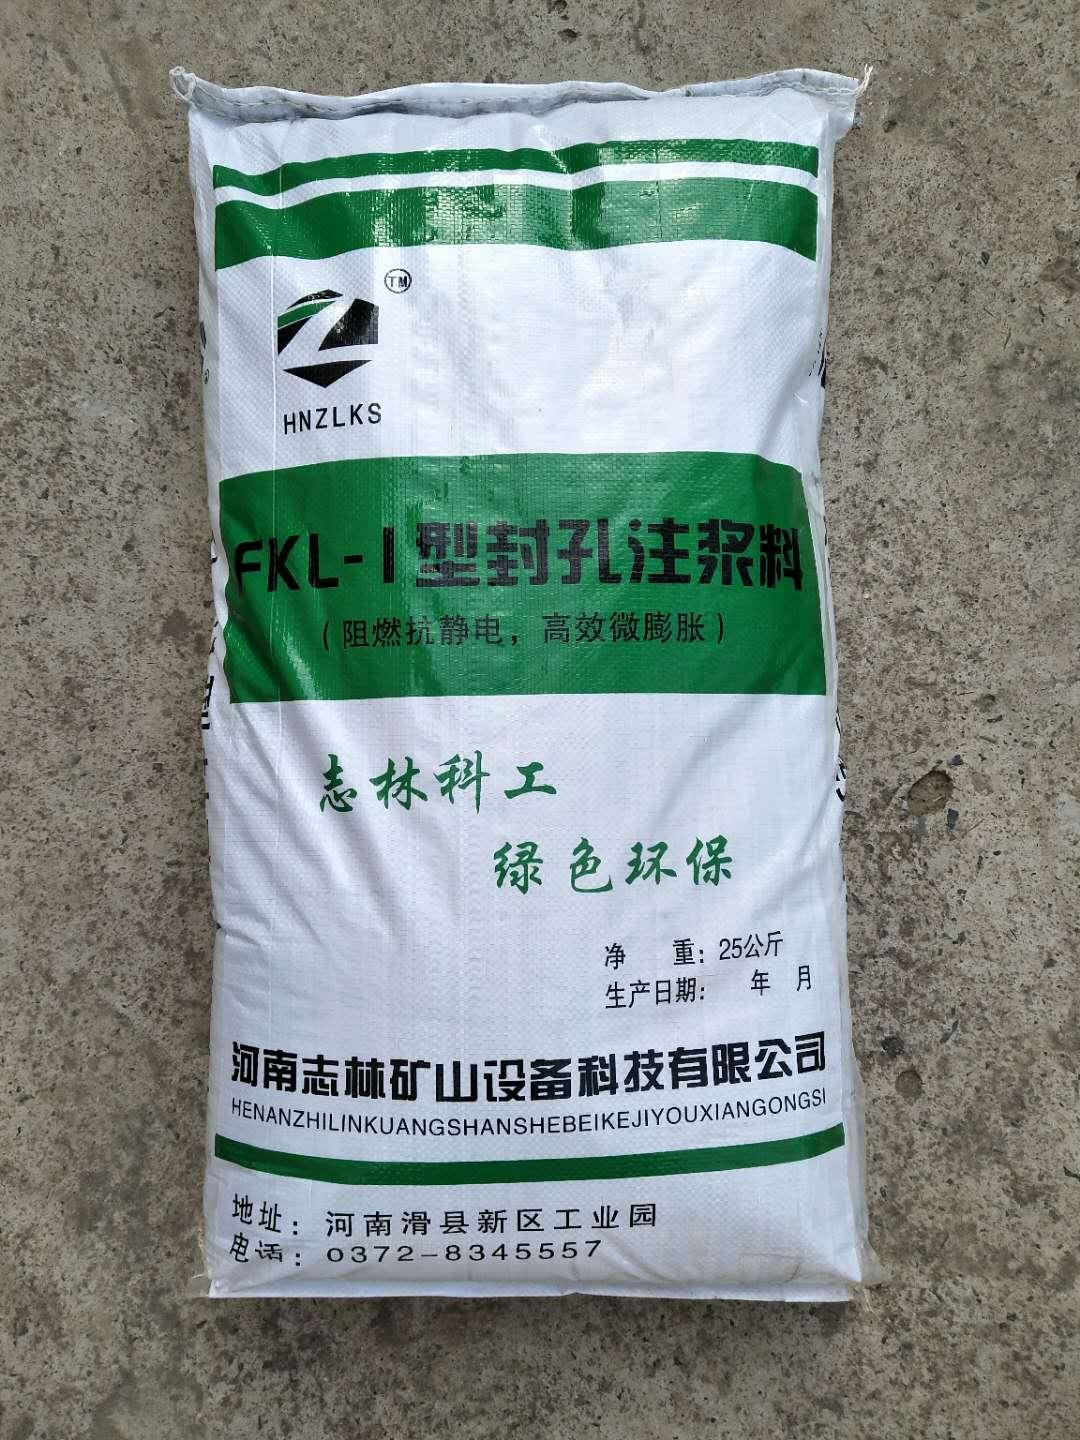 TM
HNZLKS
FKL-1型封孔注浆料
（阻燃抗静电，高效微膨胀）
志林科工
绿色环保
净 重：25公斤
生产日期： 年 月
河南志林矿山设备科技有限公司
HENANZHILINKUANGSHANSHEBEIKEJIYOUXIANGONGSI
地址：河南滑县新区工业园
电话：0372-8345557